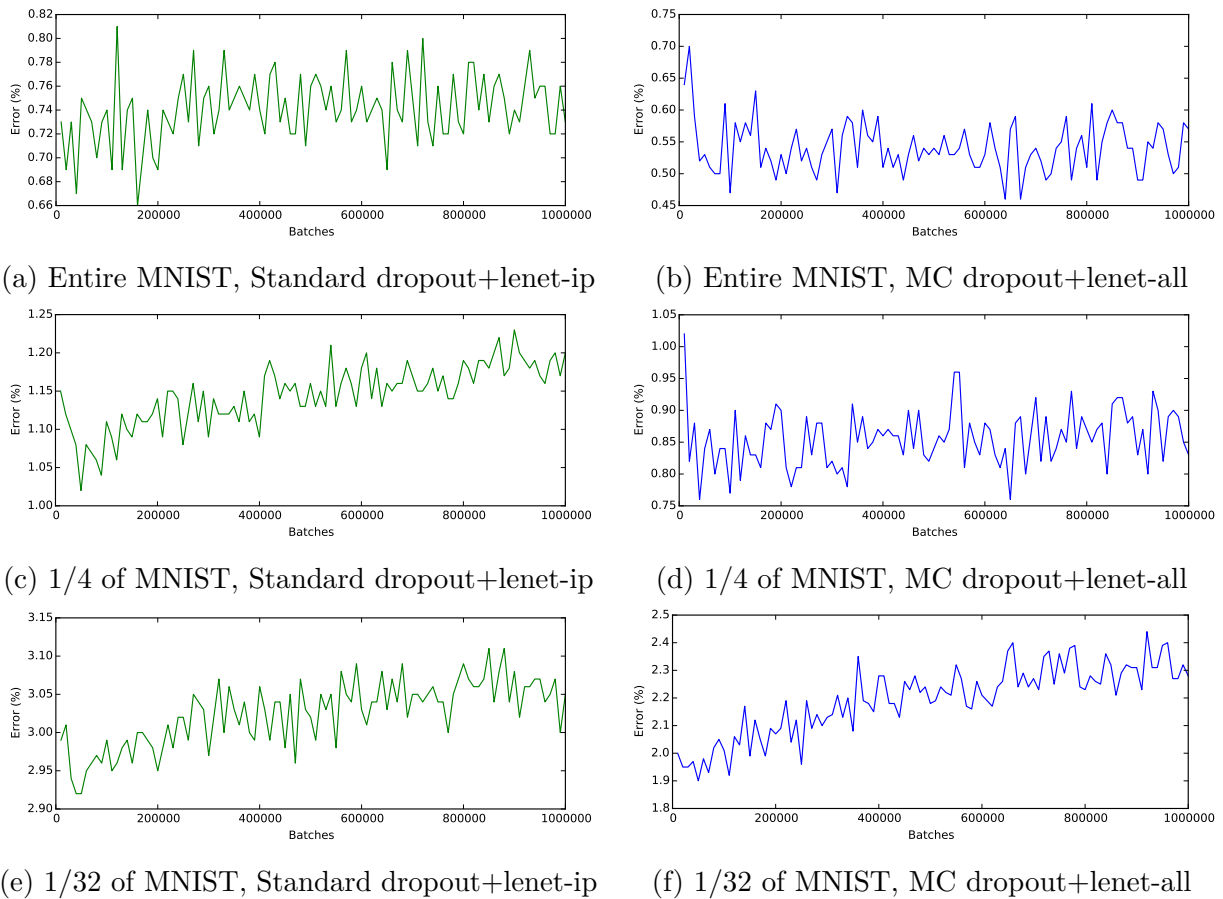 0.82
0.80
0.78
0.76
0.74
0.72
0.70
0.68
0.66
Error (%)
0 200000 400000 600000 800000 1000000
Batches
(a) Entire MNIST, Standard dropout+lenet-ip
0.75
0.70
0.65
0.60
0.55
0.50
0.45
Error (%)
0 200000 400000 600000 800000 1000000
Batches
(b) Entire MNIST, MC dropout+lenet-all
1.25
1.20
1.15
1.10
1.05
1.00
Error (%)
0 200000 400000 600000 800000 1000000
Batches
(c) 1/4 of MNIST, Standard dropout+lenet-ip
1.05
1.00
0.95
0.90
0.85
0.80
0.75
Error (%)
0 200000 400000 600000 800000 1000000
Batches
(d) 1/4 of MNIST, MC dropout+lenet-all
3.15
3.10
3.05
3.00
2.95
2.90
Error (%)
0 200000 400000 600000 800000 1000000
Batches
(e) 1/32 of MNIST, Standard dropout+lenet-ip
2.5
2.4
2.3
2.2
2.1
2.0
1.9
1.8
Error (%)
0 200000 400000 600000 800000 1000000
Batches
(f) 1/32 of MNIST, MC dropout+lenet-all